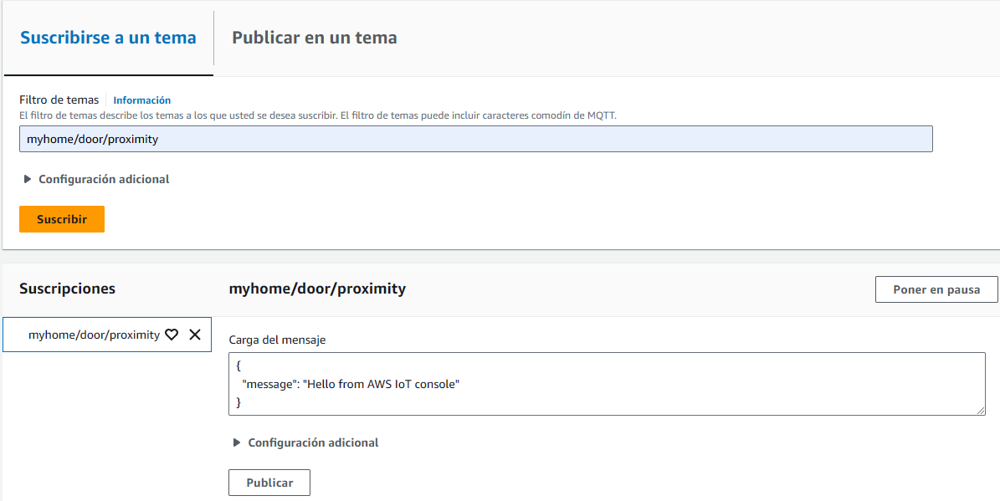 Suscribirse a un tema
Publicar en un tema
Filtro de temas
Información
El filtro de temas describe los temas a los que usted se desea suscribir. El filtro de temas puede incluir caracteres comodín de MQTT.
myhome/door/proximity
Configuración adicional
Suscribir
Suscripciones
myhome/door/proximity
Poner en pausa
myhome/door/proximity
Carga del mensaje
{
"message": "Hello from AWS IoT console"
}
Configuración adicional
Publicar